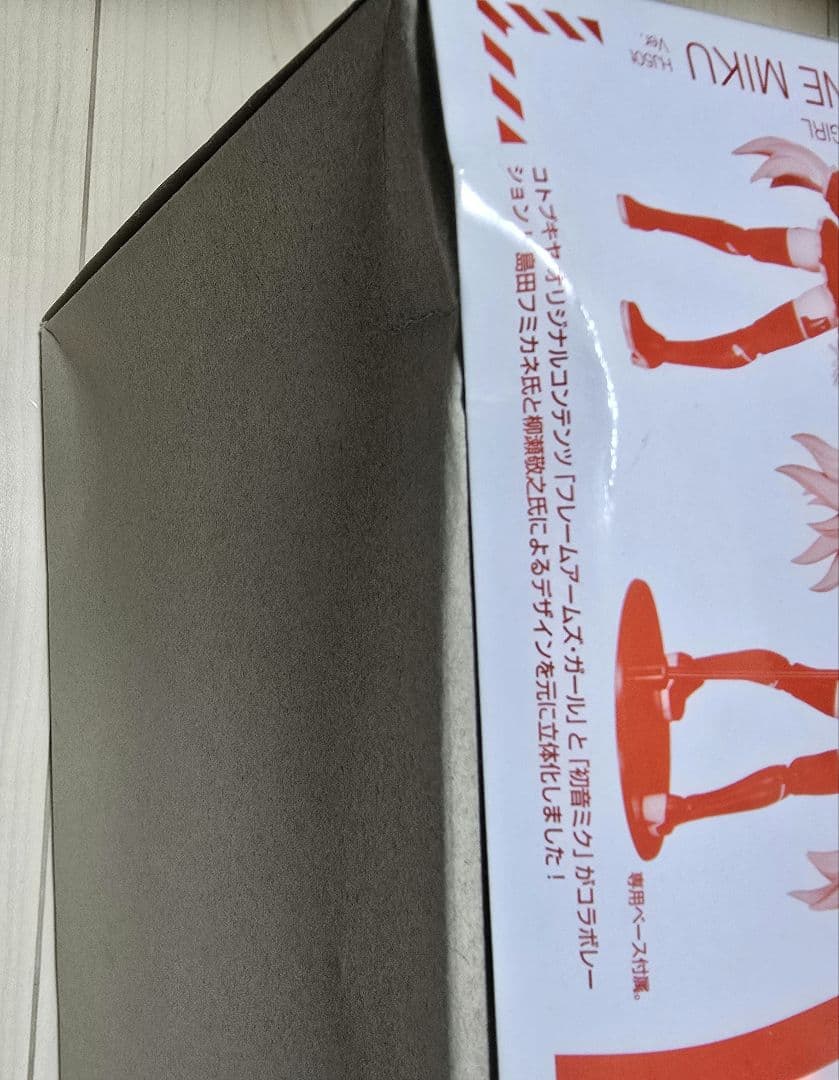 コトブキヤオリジナルコンテンツ「フレームアームズ・ガール」と「初音ミク」がコラボレー
ション！ 島田フミカネ氏と柳瀬敬之氏によるデザインを元に立体化しました！
専用ベース付属。
GIRL
NE MIKU
Ver.